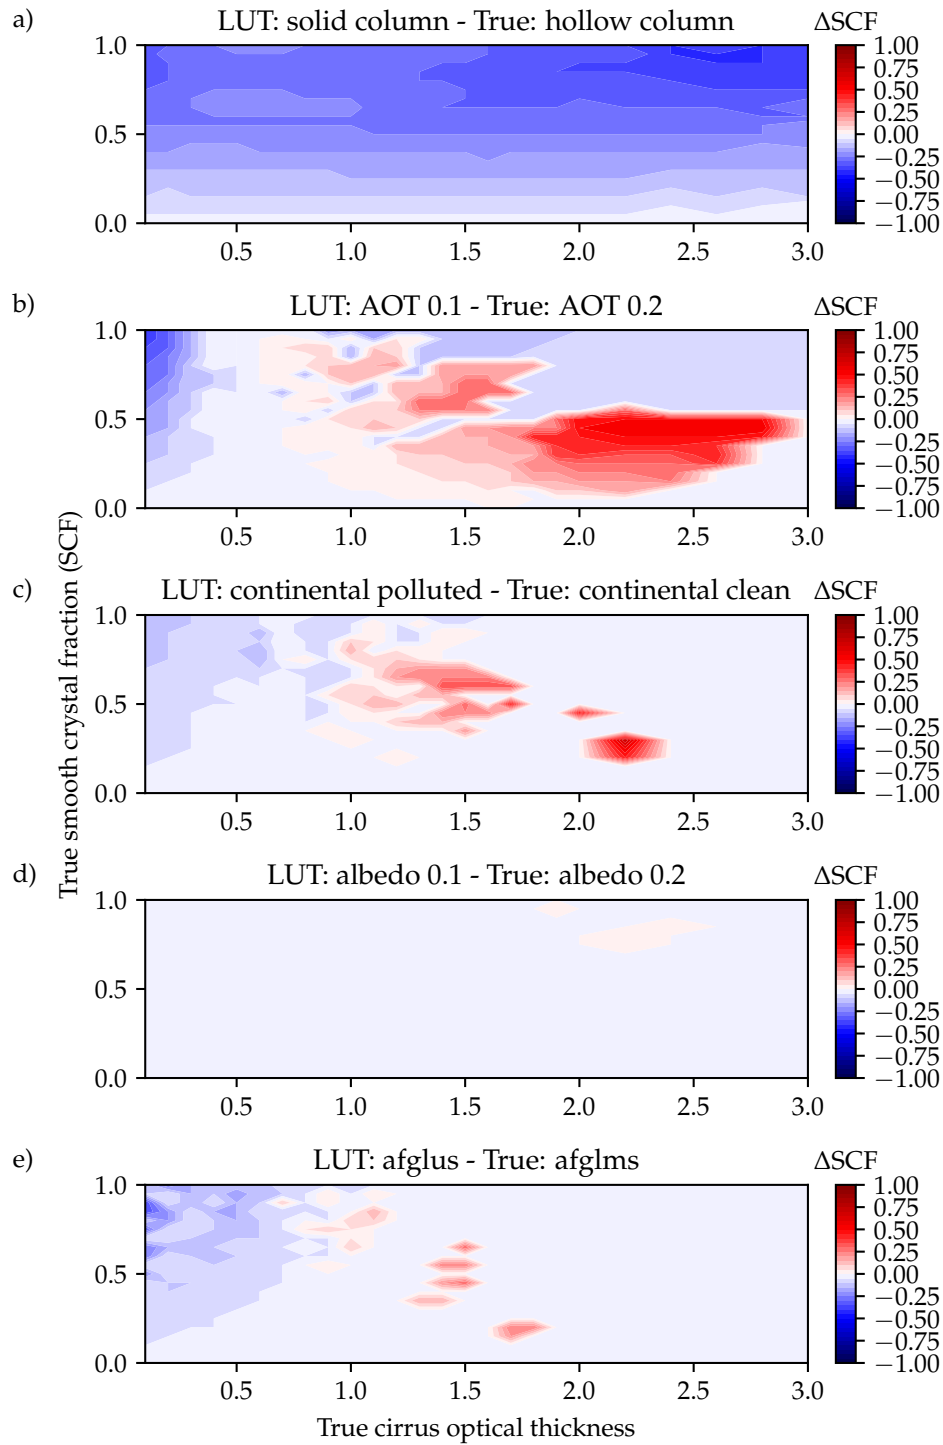 a)
LUT: solid column - True: hollow column
ΔSCF
1.0
0.5
0.0
0.5 1.0 1.5 2.0 2.5 3.0
1.00
0.75
0.50
0.25
0.00
−0.25
−0.50
−0.75
−1.00
b)
LUT: AOT 0.1 - True: AOT 0.2
ΔSCF
1.0
0.5
0.0
0.5 1.0 1.5 2.0 2.5 3.0
1.00
0.75
0.50
0.25
0.00
−0.25
−0.50
−0.75
−1.00
True smooth crystal fraction (SCF)
c)
LUT: continental polluted - True: continental clean
ΔSCF
1.0
0.5
0.0
0.5 1.0 1.5 2.0 2.5 3.0
1.00
0.75
0.50
0.25
0.00
−0.25
−0.50
−0.75
−1.00
d)
LUT: albedo 0.1 - True: albedo 0.2
ΔSCF
1.0
0.5
0.0
0.5 1.0 1.5 2.0 2.5 3.0
1.00
0.75
0.50
0.25
0.00
−0.25
−0.50
−0.75
−1.00
e)
LUT: afglus - True: afglms
ΔSCF
1.0
0.5
0.0
0.5 1.0 1.5 2.0 2.5 3.0
1.00
0.75
0.50
0.25
0.00
−0.25
−0.50
−0.75
−1.00
True cirrus optical thickness